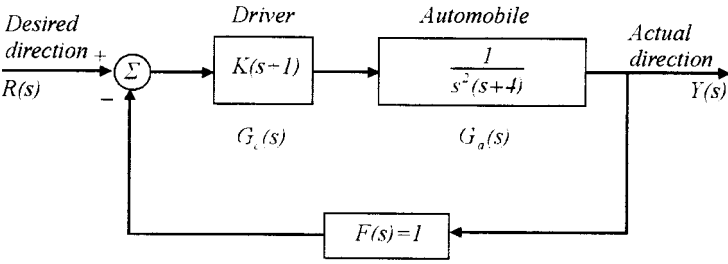 Desired
direction
+
R(s)
Σ
−
Driver
K(s+1)
G_c(s)
Automobile
1
s²(s+4)
G_a(s)
Actual
direction
Y(s)
F(s)=1